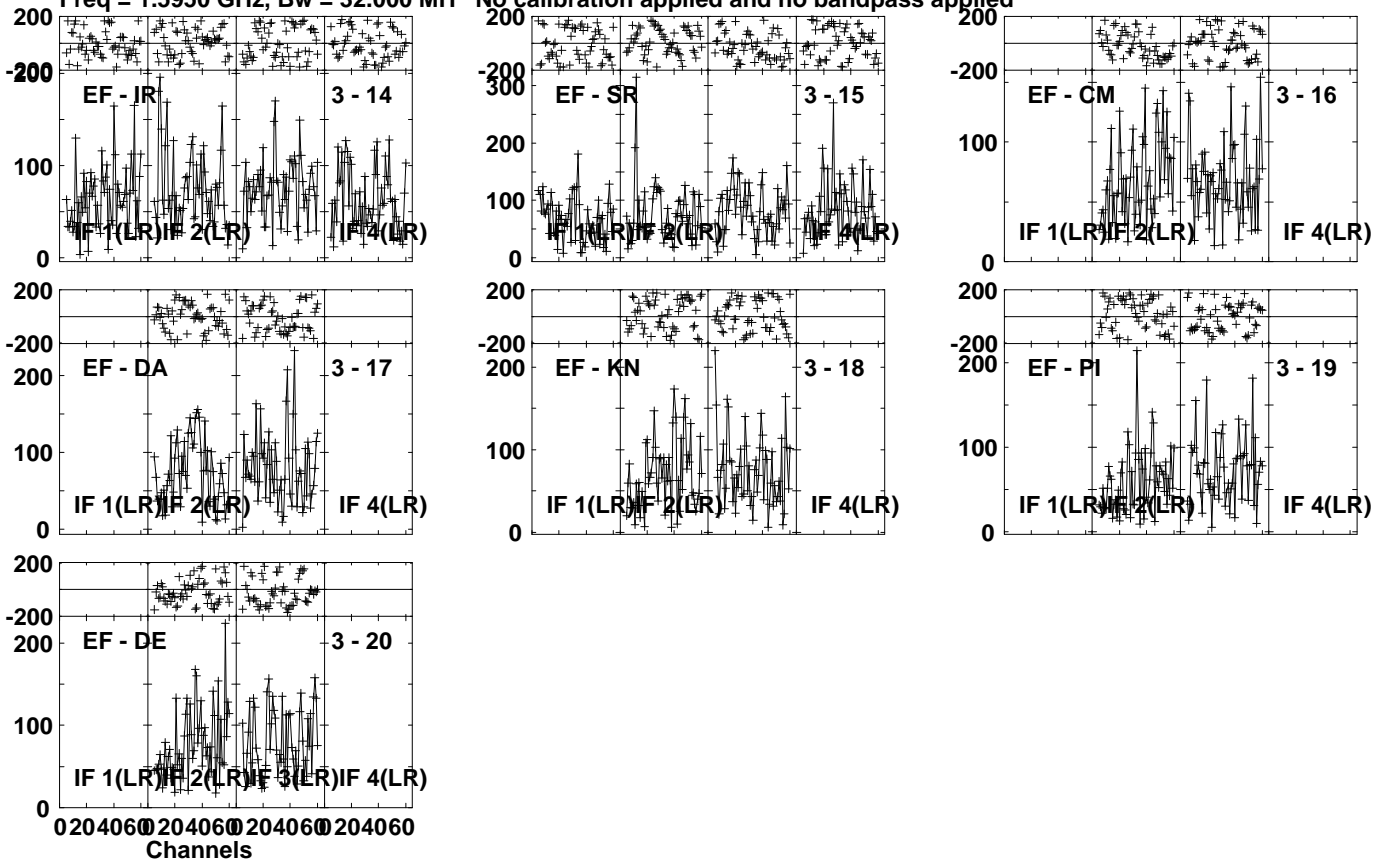 Freq = 1.5950 GHz, Bw = 32.000 MH No calibration applied and no bandpass applied
200
-200
200
100
0
EF - IR 3 - 14
IF 1(LR) IF 2(LR) IF 4(LR)
200
-200
300
200
100
0
EF - SR 3 - 15
IF 1(LR) IF 2(LR) IF 4(LR)
200
-200
100
0
EF - CM 3 - 16
IF 1(LR) IF 2(LR) IF 4(LR)
200
-200
200
100
0
EF - DA 3 - 17
IF 1(LR) IF 2(LR) IF 4(LR)
200
-200
200
100
0
EF - KN 3 - 18
IF 1(LR) IF 2(LR) IF 4(LR)
200
-200
200
100
0
EF - PI 3 - 19
IF 1(LR) IF 2(LR) IF 4(LR)
200
-200
200
100
0
EF - DE 3 - 20
IF 1(LR) IF 2(LR) IF 3(LR) IF 4(LR)
0 20 40 60 0 20 40 60 0 20 40 60 0 20 40 60
Channels